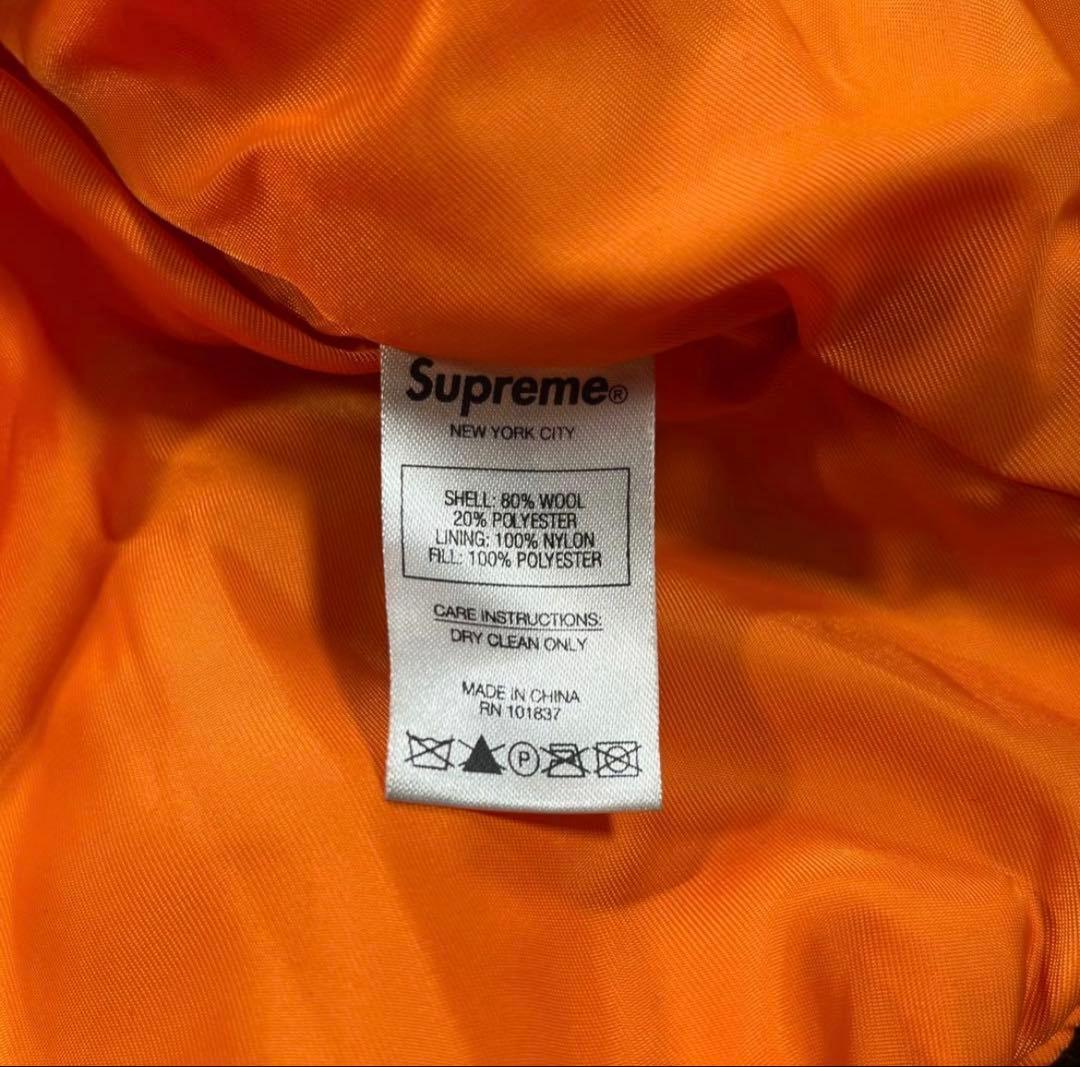 Supreme®
NEW YORK CITY
SHELL: 80% WOOL
20% POLYESTER
LINING: 100% NYLON
FILL: 100% POLYESTER
CARE INSTRUCTIONS:
DRY CLEAN ONLY
MADE IN CHINA
RN 101837
P